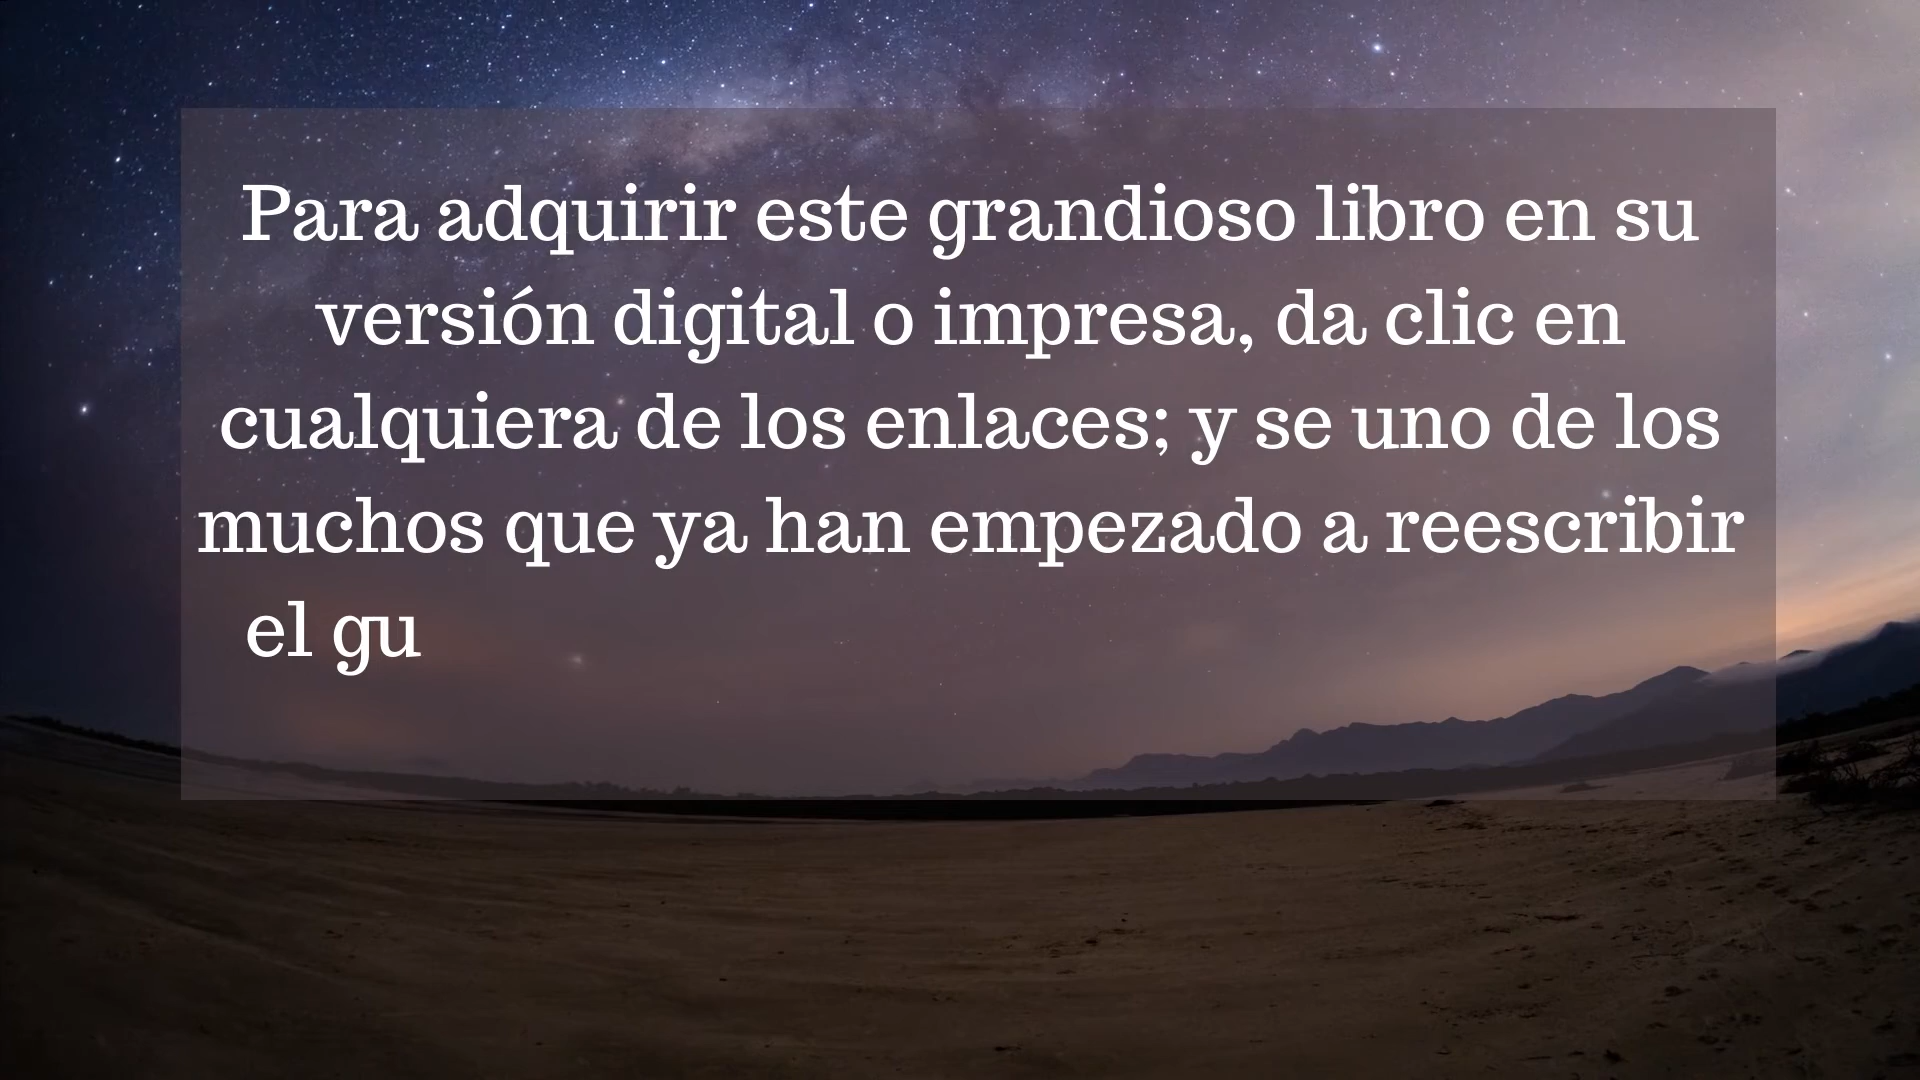 Para adquirir este grandioso libro en su
versión digital o impresa, da clic en
cualquiera de los enlaces; y se uno de los
muchos que ya han empezado a reescribir
el gu